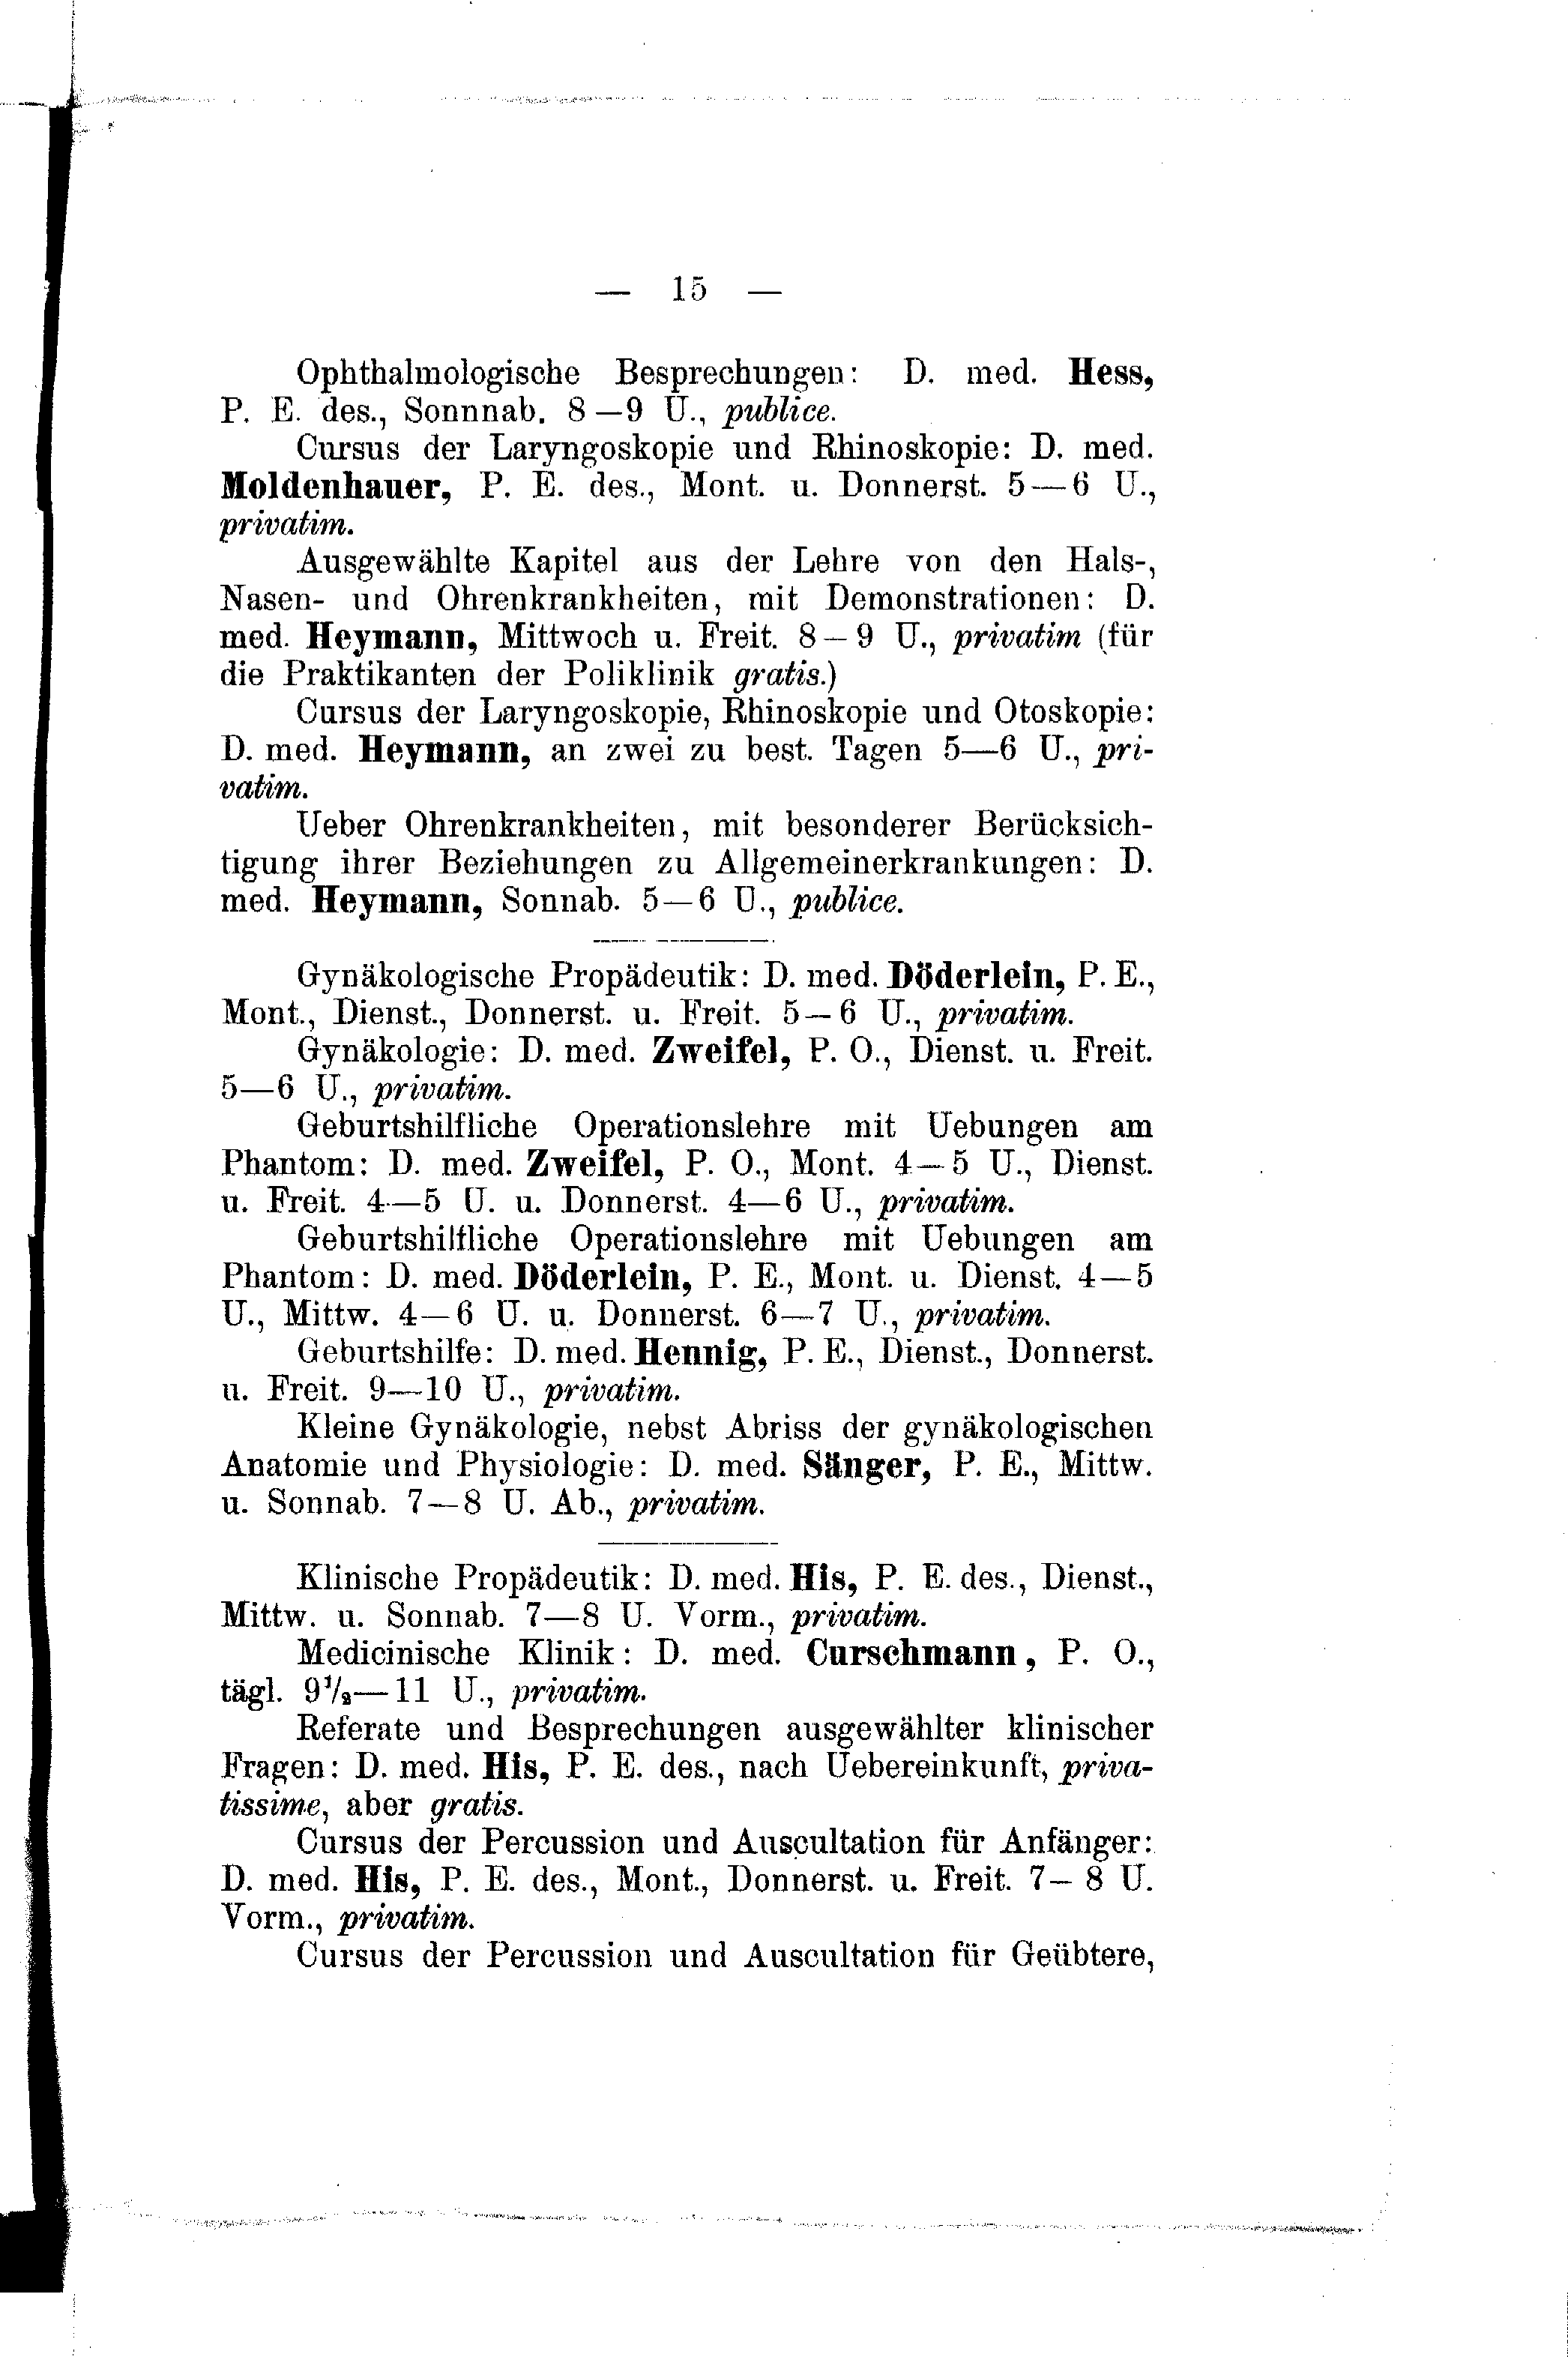 — 15 —
Ophthalmologische Besprechungen: D. med. Hess,
P. E. des., Sonnnab. 8—9 U., publice.
Cursus der Laryngoskopie und Rhinoskopie: D. med.
Moldenhauer, P. E. des., Mont. u. Donnerst. 5—6 U.,
privatim.
Ausgewählte Kapitel aus der Lehre von den Hals-,
Nasen- und Ohrenkrankheiten, mit Demonstrationen: D.
med. Heymann, Mittwoch u. Freit. 8—9 U., privatim (für
die Praktikanten der Poliklinik gratis.)
Cursus der Laryngoskopie, Rhinoskopie und Otoskopie:
D. med. Heymann, an zwei zu best. Tagen 5—6 U., pri-
vatim.
Ueber Ohrenkrankheiten, mit besonderer Berücksich-
tigung ihrer Beziehungen zu Allgemeinerkrankungen: D.
med. Heymann, Sonnab. 5—6 U., publice.
Gynäkologische Propädeutik: D. med. Döderlein, P. E.,
Mont., Dienst., Donnerst. u. Freit. 5—6 U., privatim.
Gynäkologie: D. med. Zweifel, P. O., Dienst. u. Freit.
5—6 U., privatim.
Geburtshilfliche Operationslehre mit Uebungen am
Phantom: D. med. Zweifel, P. O., Mont. 4—5 U., Dienst.
u. Freit. 4—5 U. u. Donnerst. 4—6 U., privatim.
Geburtshilfliche Operationslehre mit Uebungen am
Phantom: D. med. Döderlein, P. E., Mont. u. Dienst. 4—5
U., Mittw. 4—6 U. u. Donnerst. 6—7 U., privatim.
Geburtshilfe: D. med. Hennig, P. E., Dienst., Donnerst.
u. Freit. 9—10 U., privatim.
Kleine Gynäkologie, nebst Abriss der gynäkologischen
Anatomie und Physiologie: D. med. Sänger, P. E., Mittw.
u. Sonnab. 7—8 U. Ab., privatim.
Klinische Propädeutik: D. med. His, P. E. des., Dienst.,
Mittw. u. Sonnab. 7—8 U. Vorm., privatim.
Medicinische Klinik: D. med. Curschmann, P. O.,
tägl. 9½—11 U., privatim.
Referate und Besprechungen ausgewählter klinischer
Fragen: D. med. His, P. E. des., nach Uebereinkunft, priva-
tissime, aber gratis.
Cursus der Percussion und Auscultation für Anfänger:
D. med. His, P. E. des., Mont., Donnerst. u. Freit. 7—8 U.
Vorm., privatim.
Cursus der Percussion und Auscultation für Geübtere,